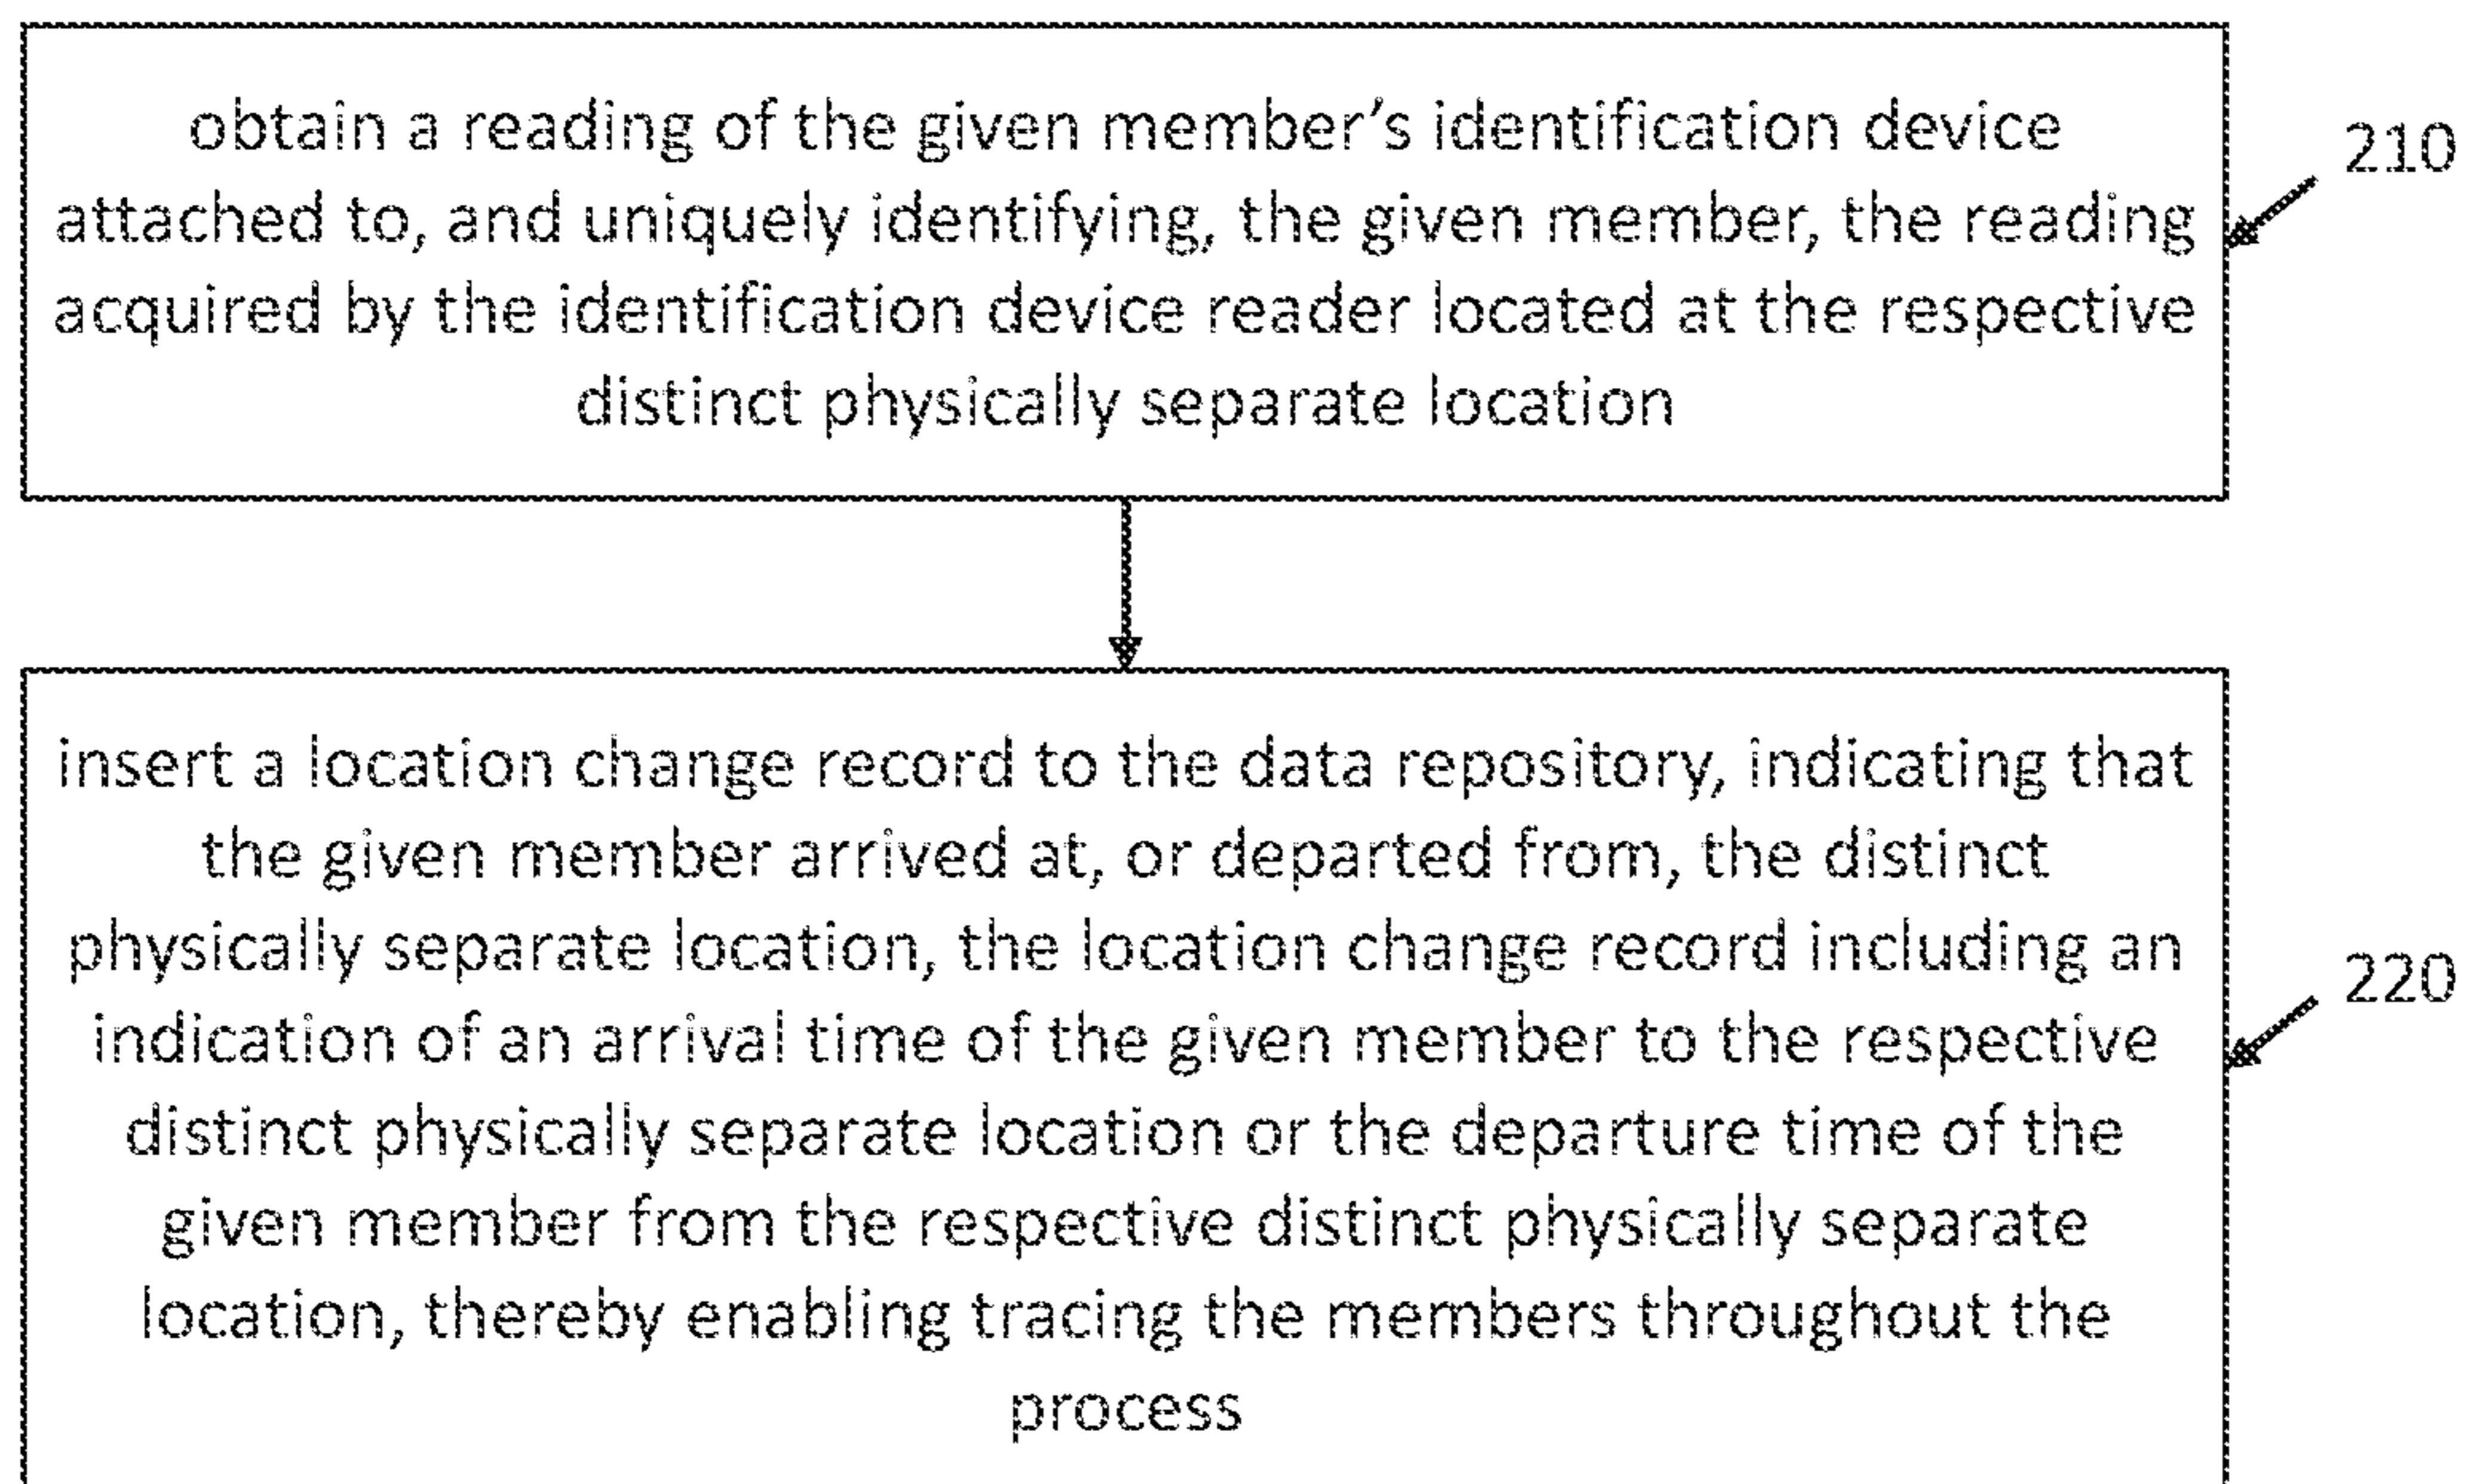 obtain a reading of the given member's identification device
attached to, and uniquely identifying, the given member, the reading
acquired by the identification device reader located at the respective
distinct physically separate location
210
insert a location change record to the data repository, indicating that
the given member arrived at, or departed from, the distinct
physically separate location, the location change record including an
indication of an arrival time of the given member to the respective
distinct physically separate location or the departure time of the
given member from the respective distinct physically separate
location, thereby enabling tracing the members throughout the
process
220